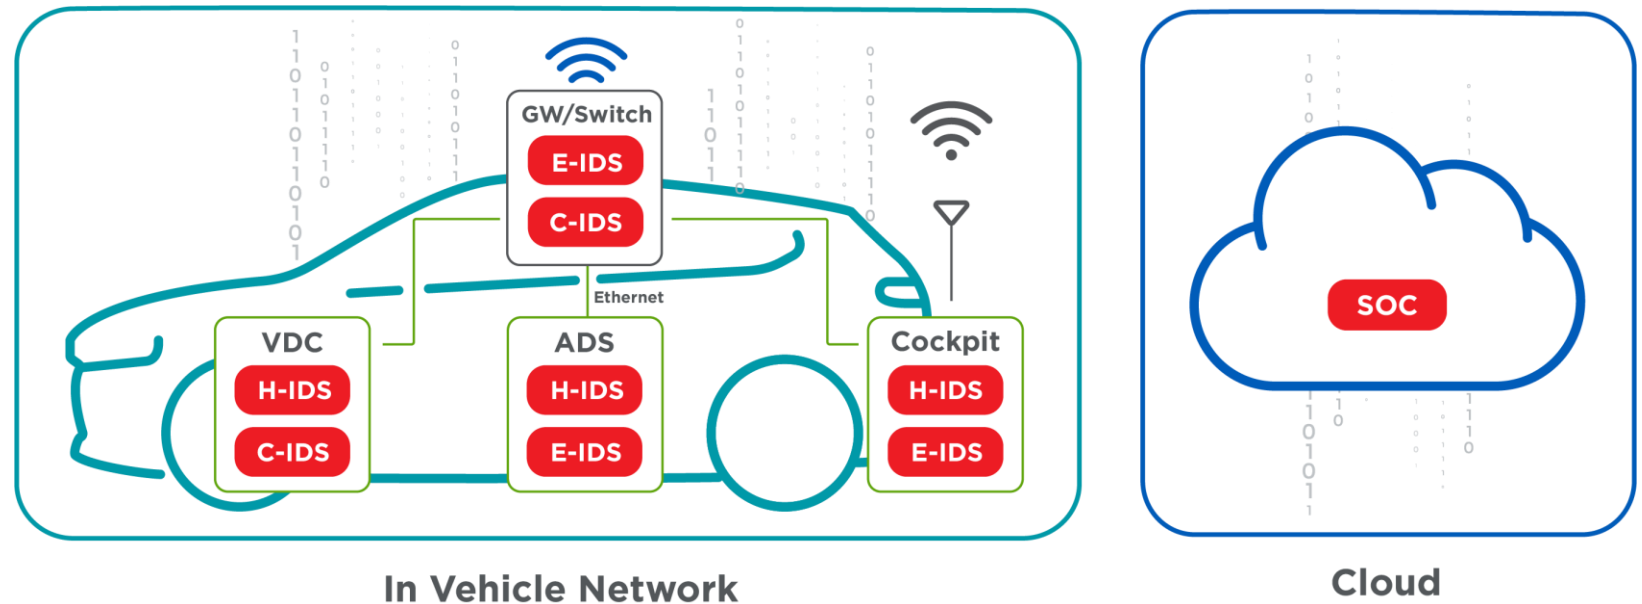 GW/Switch
E-IDS
C-IDS
Ethernet
VDC
H-IDS
C-IDS
ADS
H-IDS
E-IDS
Cockpit
H-IDS
E-IDS
In Vehicle Network
SOC
Cloud